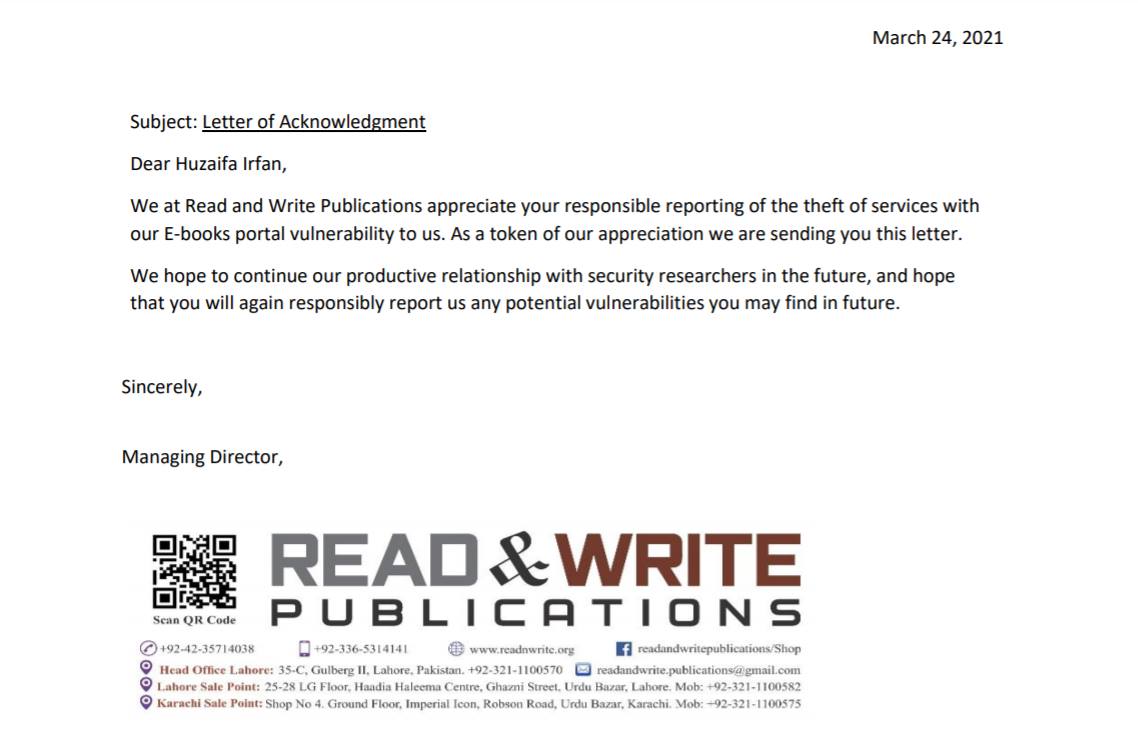 March 24, 2021
Subject: Letter of Acknowledgment
Dear Huzaifa Irfan,
We at Read and Write Publications appreciate your responsible reporting of the theft of services with
our E-books portal vulnerability to us. As a token of our appreciation we are sending you this letter.
We hope to continue our productive relationship with security researchers in the future, and hope
that you will again responsibly report us any potential vulnerabilities you may find in future.
Sincerely,
Managing Director,
READ & WRITE
PUBLICATIONS
Scan QR Code
+92-42-35714038 +92-336-5314141 www.readnwrite.org readandwritepublications/Shop
Head Office Lahore: 35-C, Gulberg II, Lahore, Pakistan. +92-321-1100570 readandwrite.publications@gmail.com
Lahore Sale Point: 25-28 LG Floor, Haadia Haleema Centre, Ghazni Street, Urdu Bazar, Lahore. Mob: +92-321-1100582
Karachi Sale Point: Shop No 4. Ground Floor, Imperial Icon, Robson Road, Urdu Bazar, Karachi. Mob: +92-321-1100575